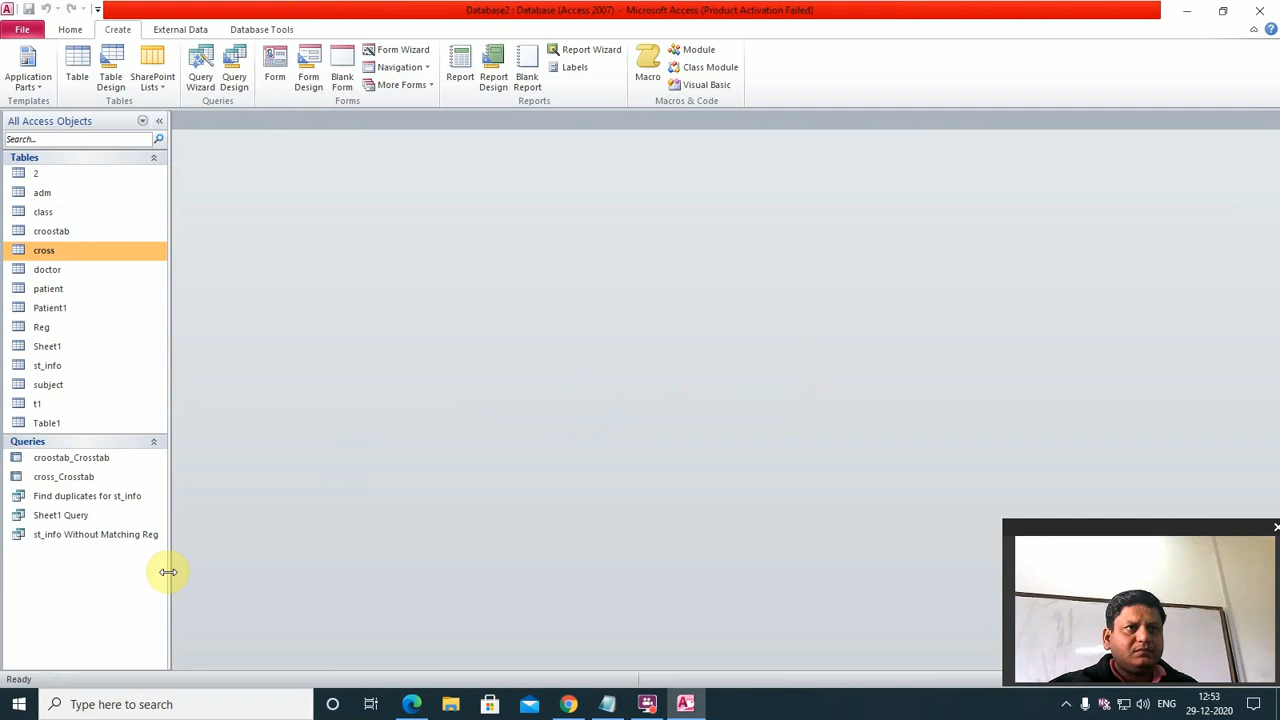 Database2 : Database (Access 2007) - Microsoft Access (Product Activation Failed)
File Home Create External Data Database Tools
Application Parts
Table
Table Design
SharePoint Lists
Query Wizard
Query Design
Form
Form Design
Blank Form
Form Wizard
Navigation
More Forms
Report
Report Design
Blank Report
Report Wizard
Labels
Macro
Module
Class Module
Visual Basic
Templates Tables Queries Forms Reports Macros & Code
All Access Objects
Search...
Tables
2
adm
class
croostab
cross
doctor
patient
Patient1
Reg
Sheet1
st_info
subject
t1
Table1
Queries
croostab_Crosstab
cross_Crosstab
Find duplicates for st_info
Sheet1 Query
st_info Without Matching Reg
Ready
Type here to search
ENG
12:53
29-12-2020